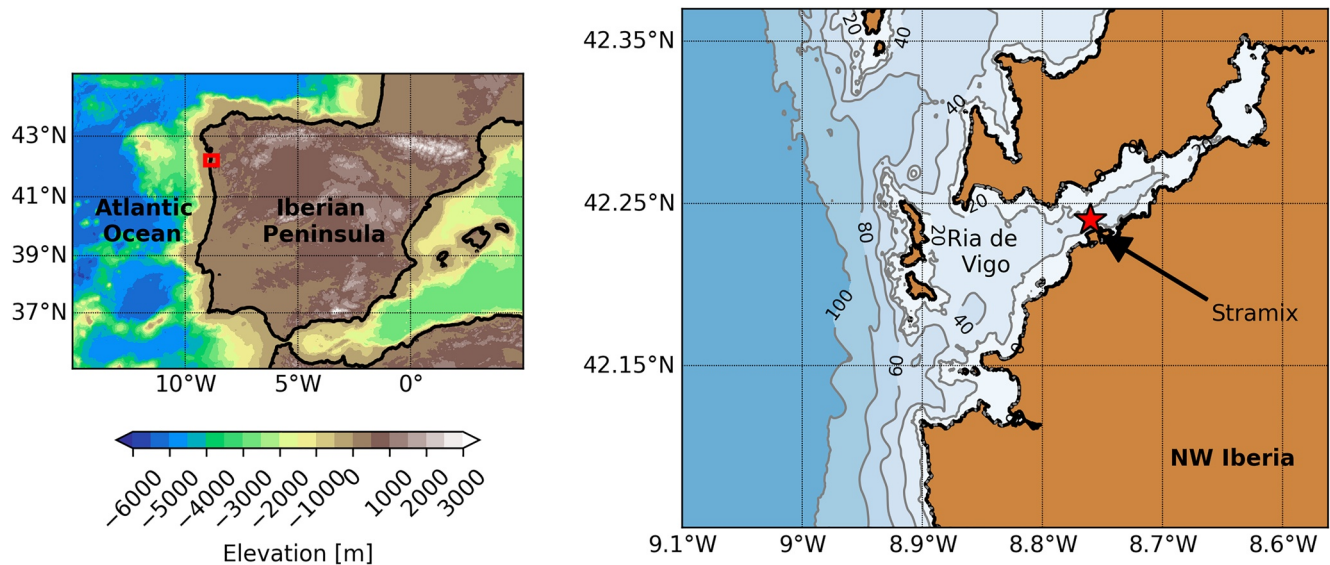 43°N
41°N
39°N
37°N
10°W
5°W
0°
Atlantic
Ocean
Iberian
Peninsula
−6000
−5000
−4000
−3000
−2000
−1000
0
1000
2000
3000
Elevation [m]
42.35°N
42.25°N
42.15°N
9.1°W
9°W
8.9°W
8.8°W
8.7°W
8.6°W
20
40
40
20
20
80
100
60
40
0
0
Ria de
Vigo
Stramix
NW Iberia